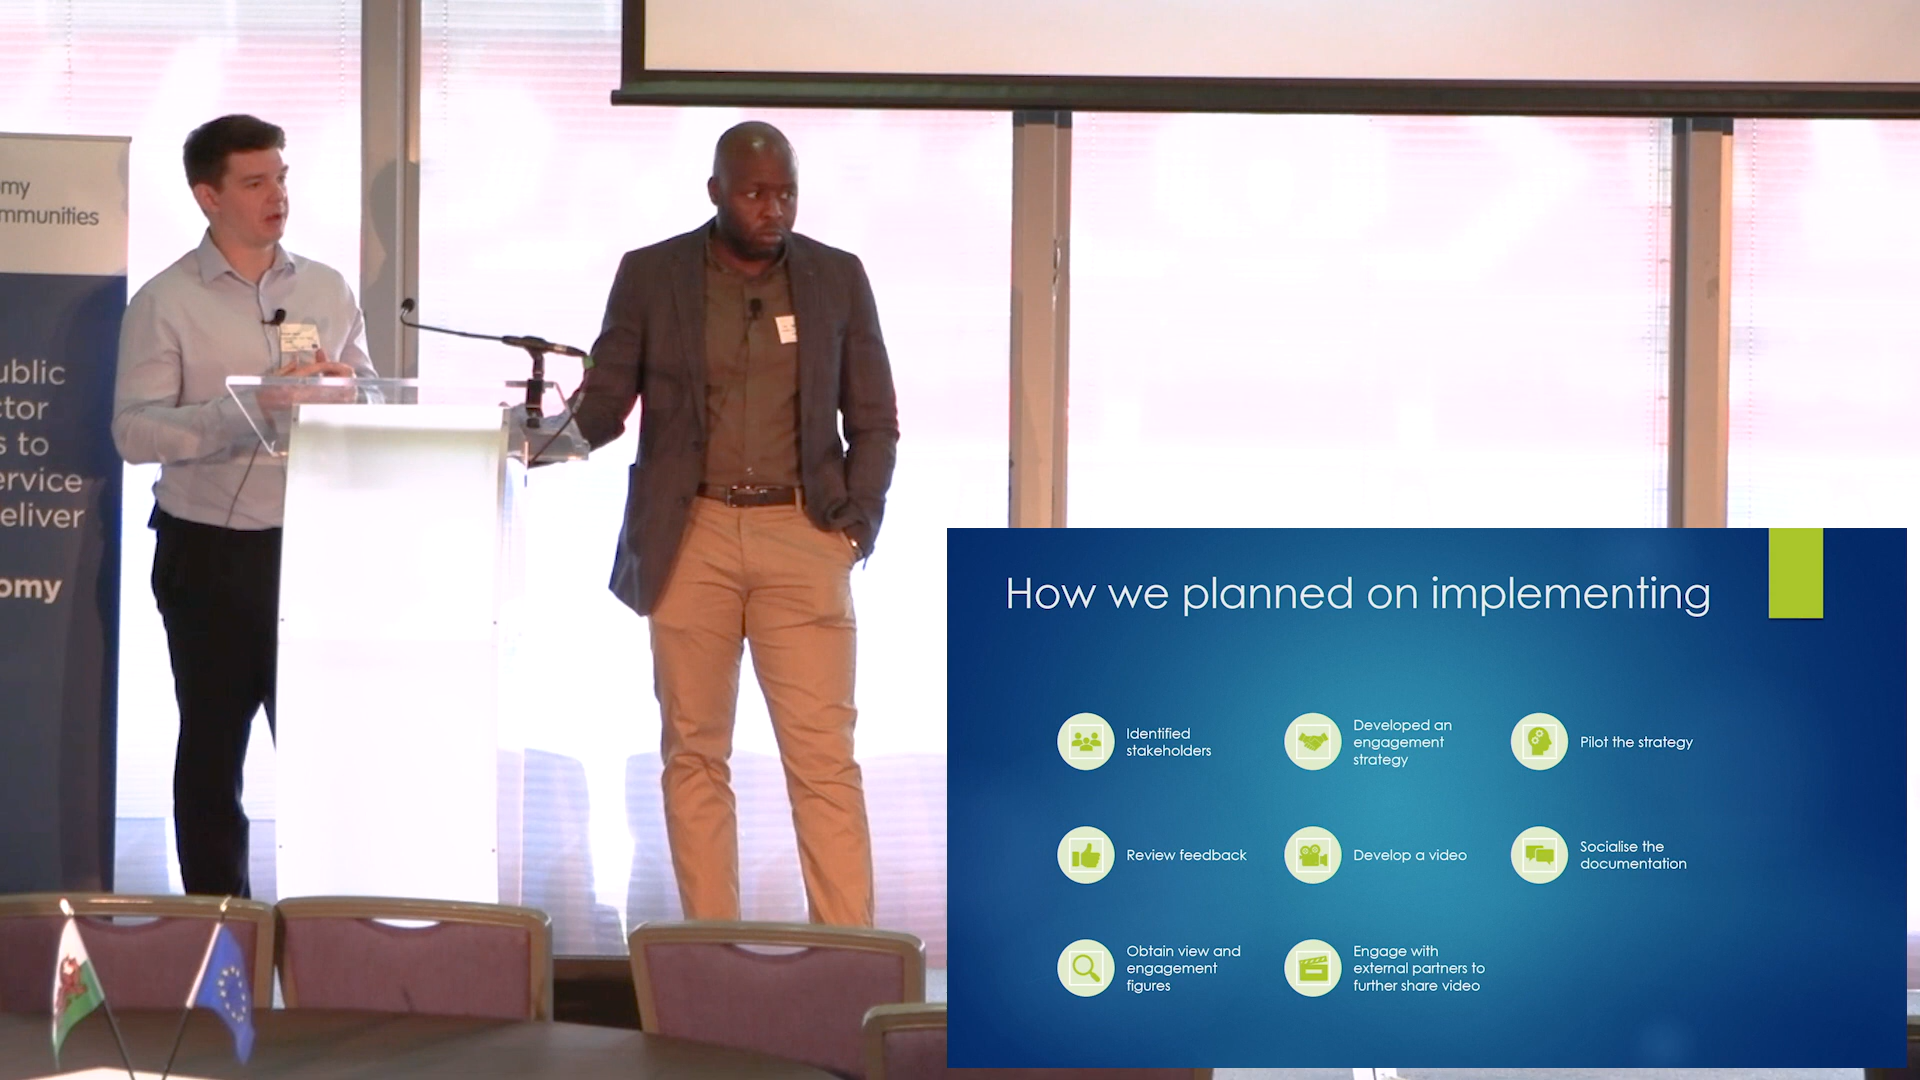 omy
mmunities
ublic
ctor
s to
ervice
eliver
omy
How we planned on implementing
Identified
stakeholders
Developed an
engagement
strategy
Pilot the strategy
Review feedback
Develop a video
Socialise the
documentation
Obtain view and
engagement
figures
Engage with
external partners to
further share video